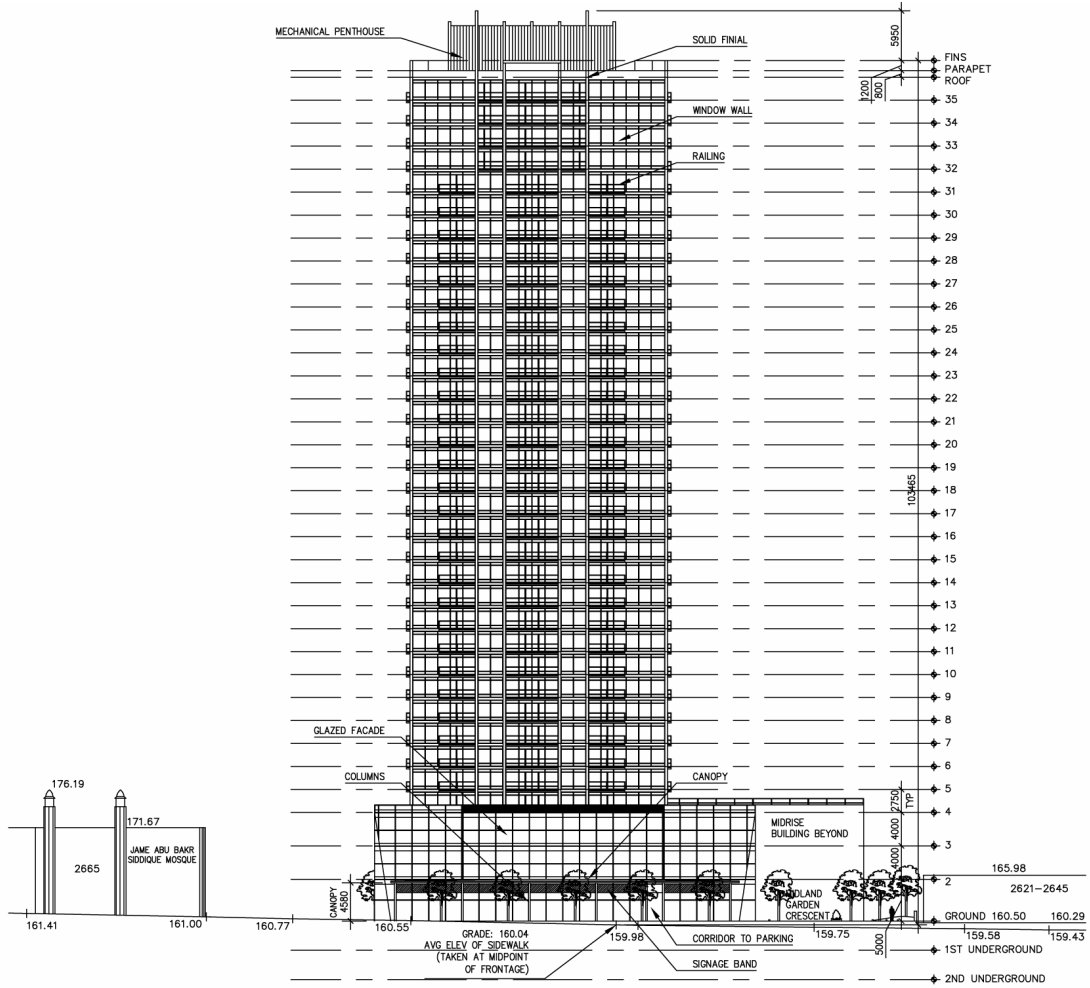 MECHANICAL PENTHOUSE
SOLID FINIAL
WINDOW WALL
RAILING
5950
1200
800
FINS
PARAPET
ROOF
35
34
33
32
31
30
29
28
27
26
25
24
23
22
21
20
19
18
103465
17
16
15
14
13
12
11
10
9
8
7
6
5
4
3
2
2750
TYP
4000
4000
5000
GLAZED FACADE
COLUMNS
CANOPY
MIDRISE
BUILDING BEYOND
176.19
171.67
JAME ABU BAKR
SIDDIQUE MOSQUE
2665
CANOPY
4580
GARDEN
CRESCENT
165.98
2621-2645
GROUND 160.50
160.29
161.41
161.00
160.77
160.55
159.98
159.75
159.58
159.43
GRADE: 160.04
AVG ELEV OF SIDEWALK
(TAKEN AT MIDPOINT
OF FRONTAGE)
CORRIDOR TO PARKING
SIGNAGE BAND
1ST UNDERGROUND
2ND UNDERGROUND